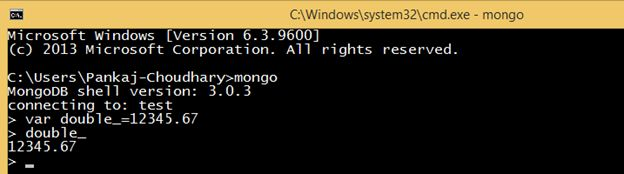 C:\Windows\system32\cmd.exe - mongo
Microsoft Windows [Version 6.3.9600]
(c) 2013 Microsoft Corporation. All rights reserved.
C:\Users\Pankaj-Choudhary>mongo
MongoDB shell version: 3.0.3
connecting to: test
> var double_=12345.67
> double_
12345.67
> _